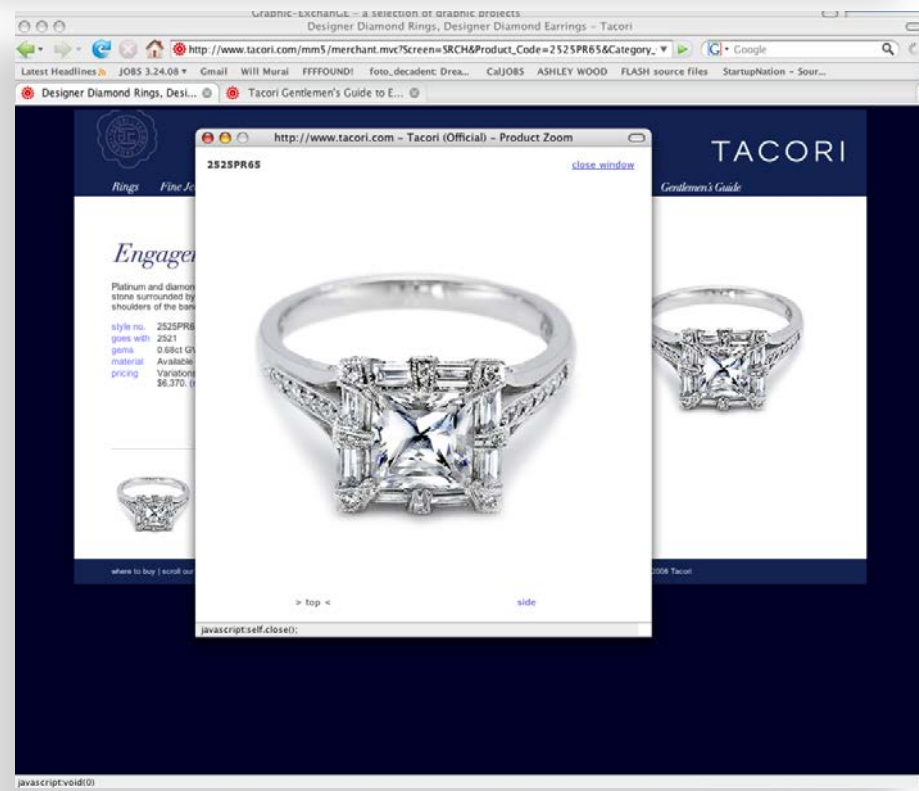 Graphic-ExchanGE - a selection of graphic projects
Designer Diamond Rings, Designer Diamond Earrings - Tacori
http://www.tacori.com/mm5/merchant.mvc?Screen=SRCH&Product_Code=2525PR65&Category_
G Google
Latest Headlines JOBS 3.24.08 Gmail Will Murai FFFFOUND! foto_decadent: Drea... CalJOBS ASHLEY WOOD FLASH source files StartupNation - Sour...
Designer Diamond Rings, Desi... Tacori Gentlemen's Guide to E...
http://www.tacori.com - Tacori (Official) - Product Zoom
TACORI
2525PR65 close window
Rings Fine Je Gentlemen's Guide
Engager
Platinum and diamon
stone surrounded by
shoulders of the ban
style no. 2525PR6
goes with 2521
gems 0.68ct G
material Available
pricing Variations
$6,370.
where to buy | scroll our 2008 Tacori
> top < side
javascript:self.close();
javascript:void(0)